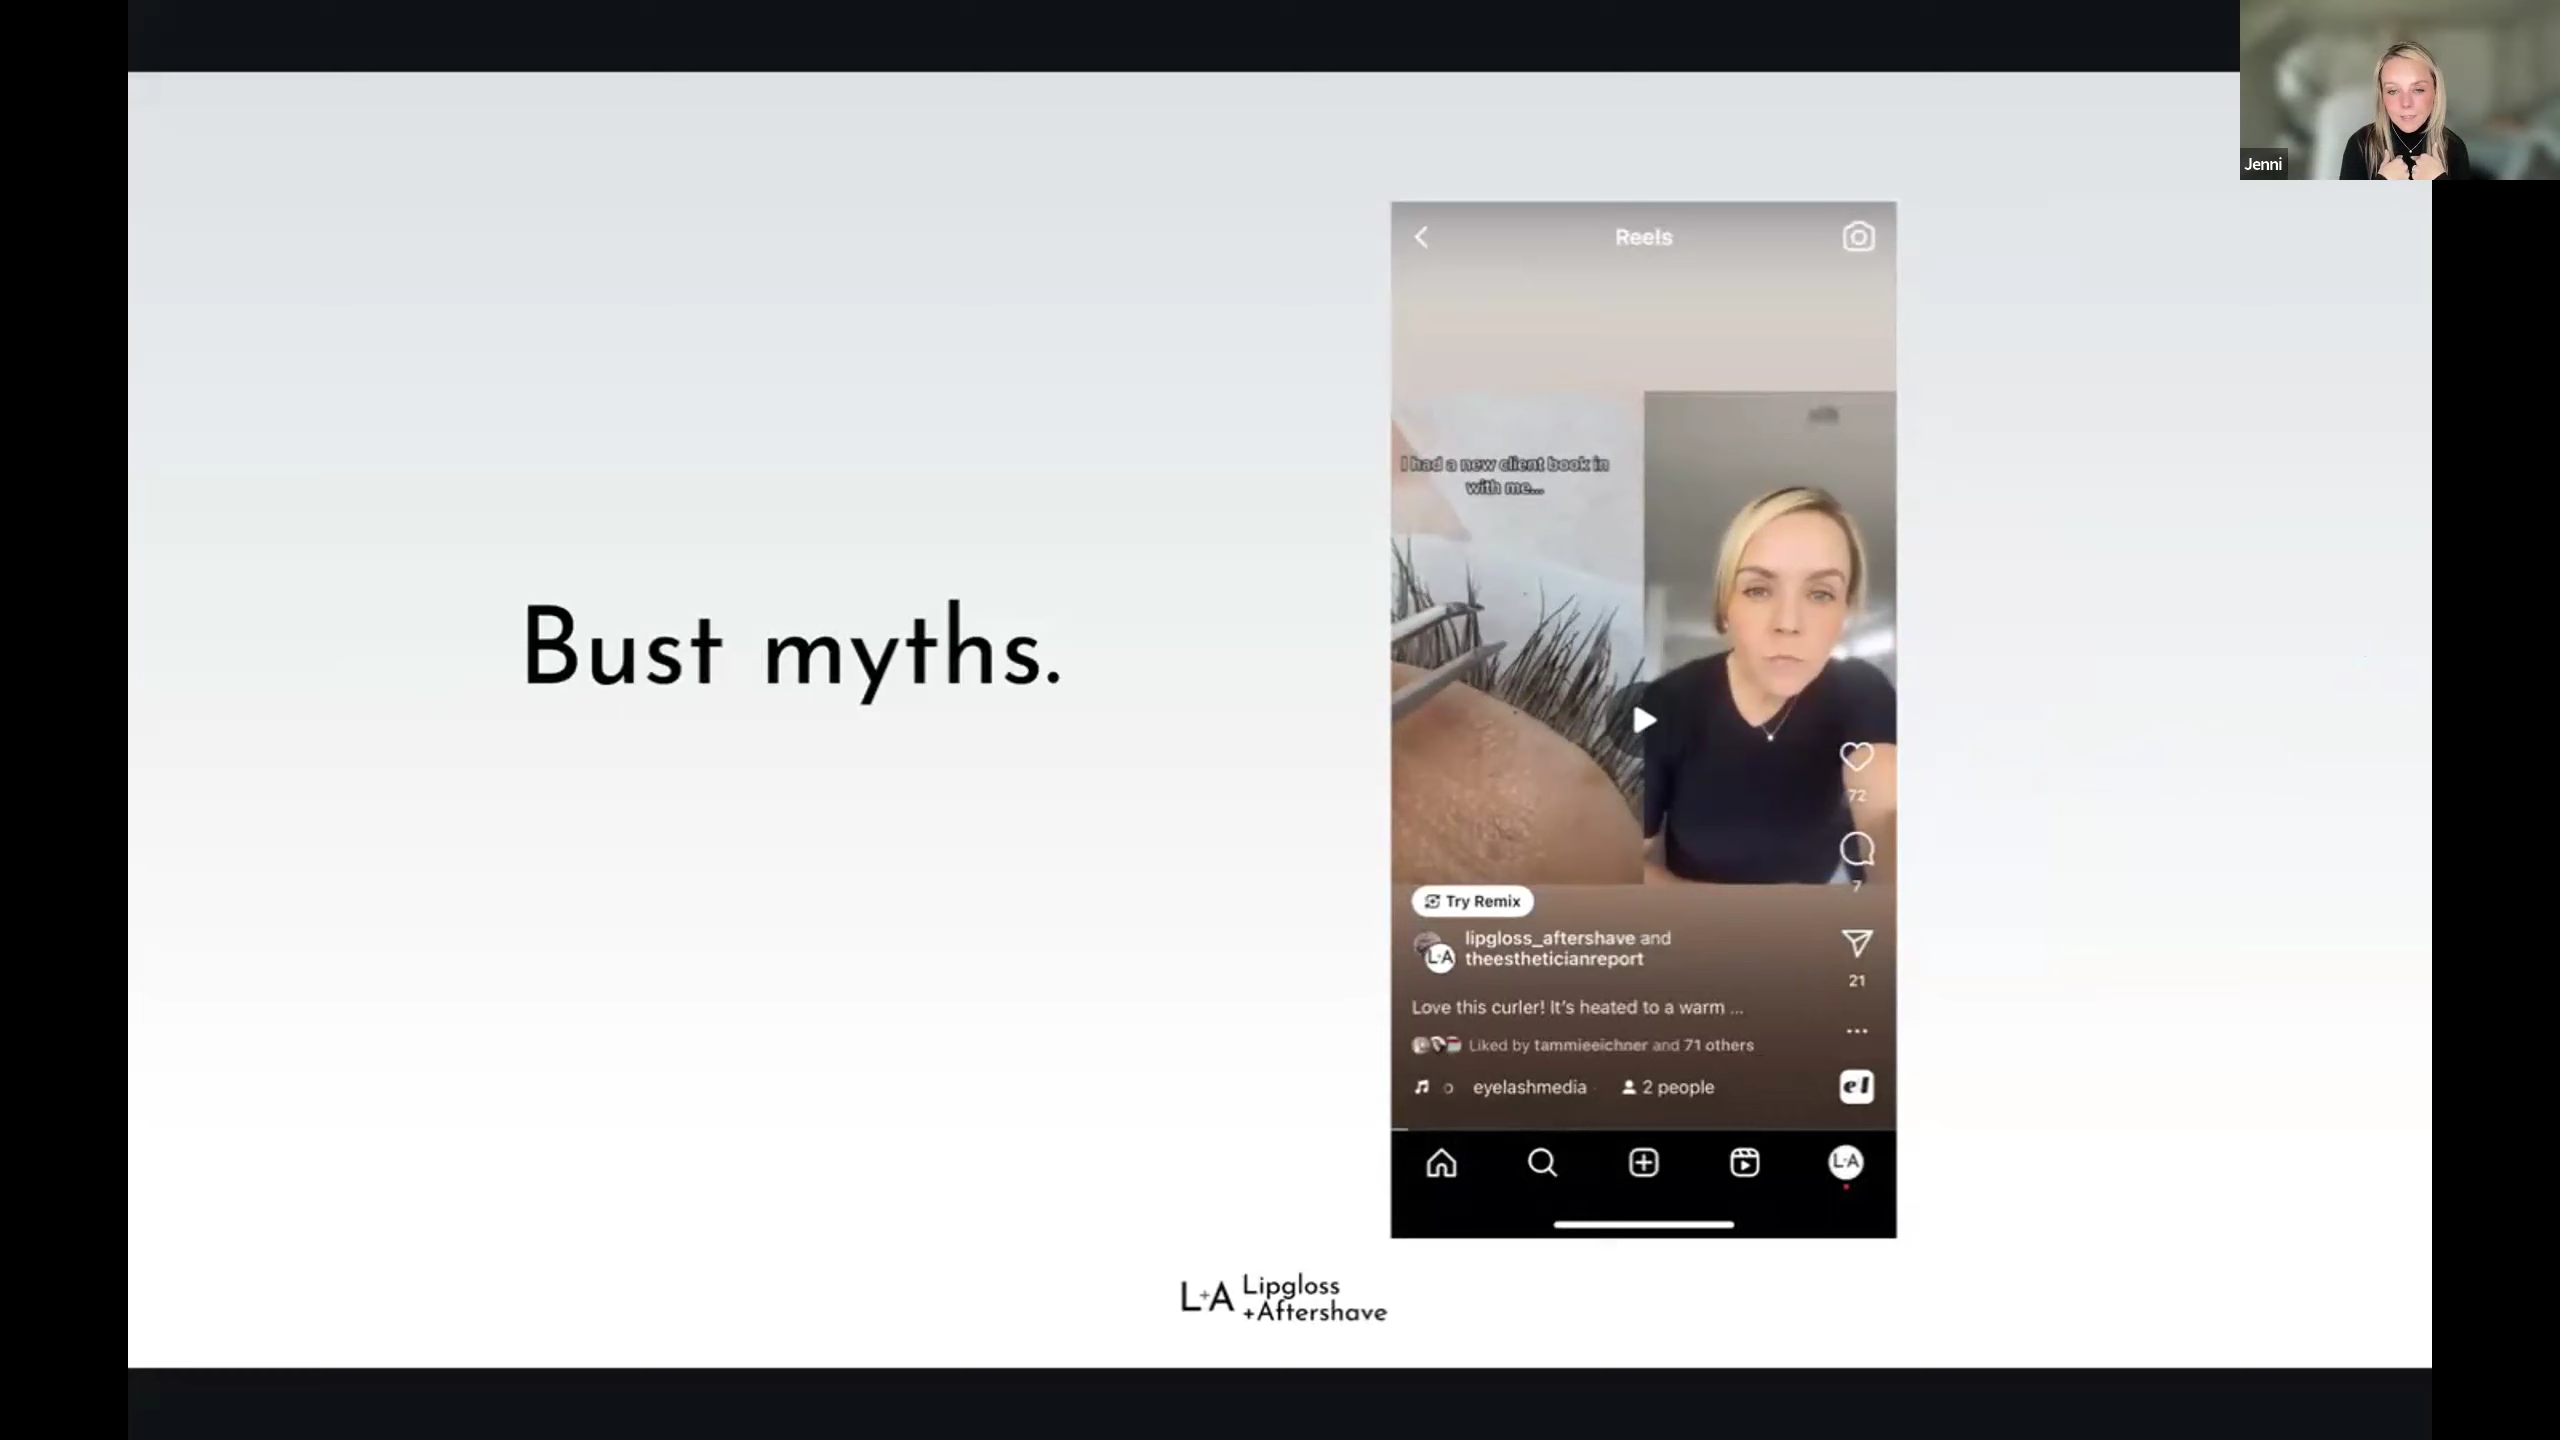 Jenni
Bust myths.
Reels
I had a new client book in
with me...
72
7
Try Remix
L+A
lipgloss_aftershave and
theestheticianreport
21
Love this curler! It's heated to a warm ...
Liked by tammieeichner and 71 others
eyelashmedia
2 people
el
L+A
L+A Lipgloss
+Aftershave